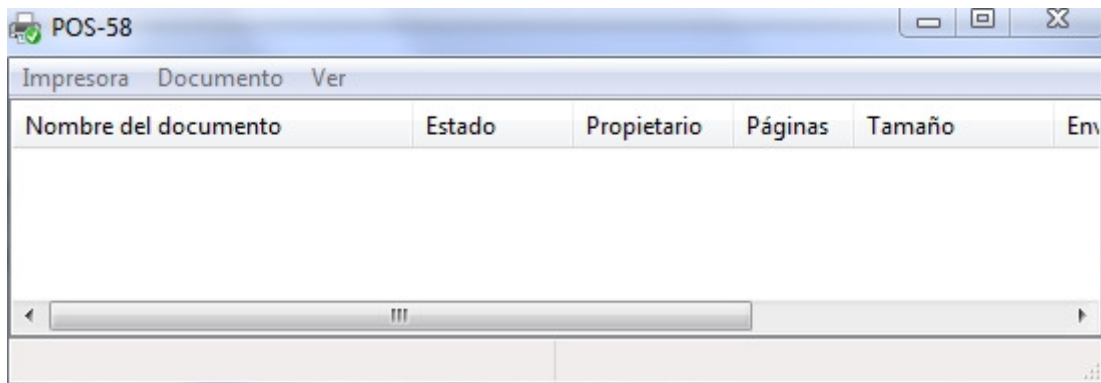 POS-58
Impresora Documento Ver
Nombre del documento Estado Propietario Páginas Tamaño